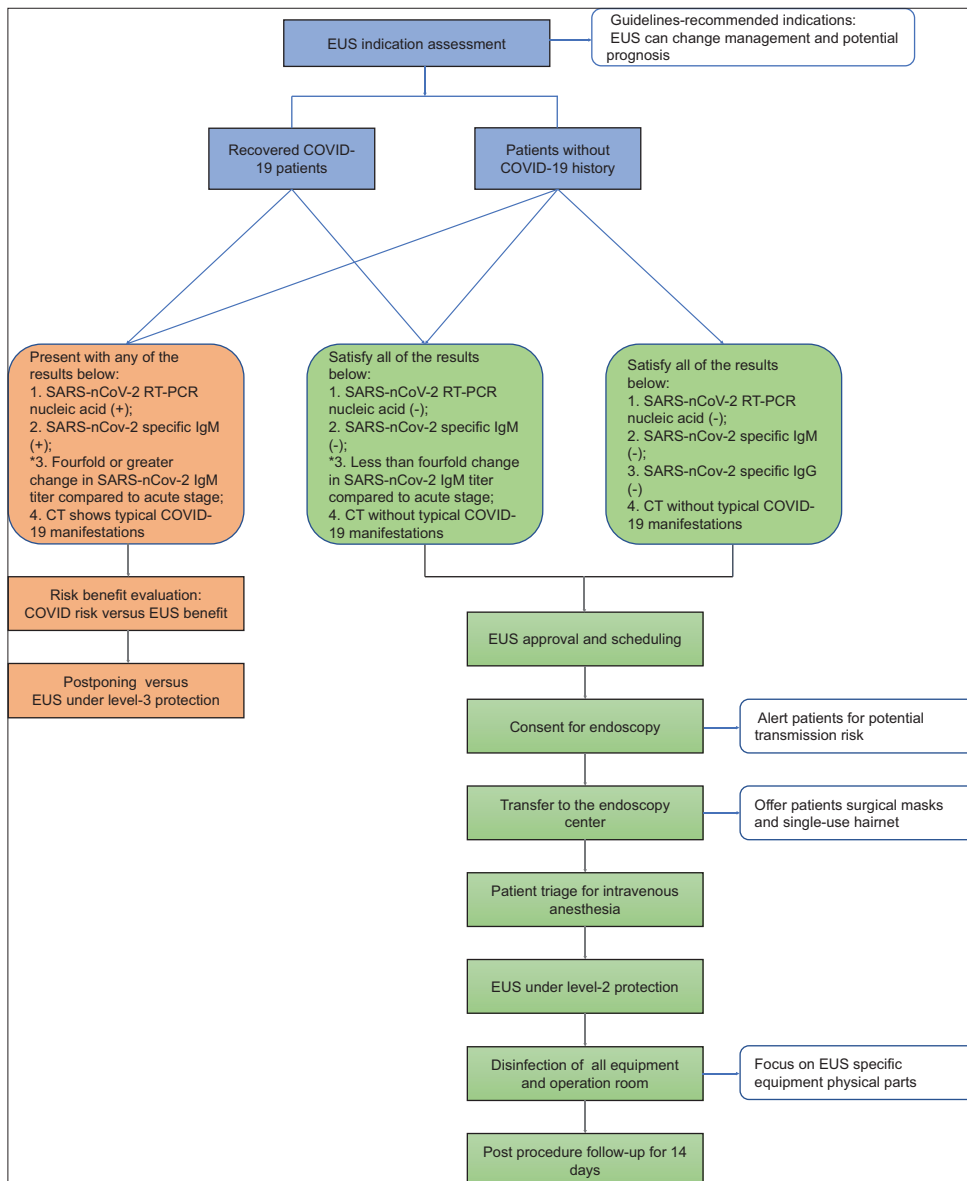 EUS indication assessment
Guidelines-recommended indications:
EUS can change management and potential
prognosis
Recovered COVID-
19 patients
Patients without
COVID-19 history
Present with any of the
results below:
1. SARS-nCoV-2 RT-PCR
nucleic acid (+);
2. SARS-nCov-2 specific IgM
(+);
*3. Fourfold or greater
change in SARS-nCov-2 IgM
titer compared to acute stage;
4. CT shows typical COVID-
19 manifestations
Satisfy all of the results
below:
1. SARS-nCoV-2 RT-PCR
nucleic acid (-);
2. SARS-nCov-2 specific IgM
(-);
*3. Less than fourfold change
in SARS-nCov-2 IgM titer
compared to acute stage;
4. CT without typical COVID-
19 manifestations
Satisfy all of the results
below:
1. SARS-nCoV-2 RT-PCR
nucleic acid (-);
2. SARS-nCov-2 specific IgM
(-);
3. SARS-nCov-2 specific IgG
(-)
4. CT without typical COVID-
19 manifestations
Risk benefit evaluation:
COVID risk versus EUS benefit
Postponing versus
EUS under level-3 protection
EUS approval and scheduling
Consent for endoscopy
Alert patients for potential
transmission risk
Transfer to the endoscopy
center
Offer patients surgical masks
and single-use hairnet
Patient triage for intravenous
anesthesia
EUS under level-2 protection
Disinfection of all equipment
and operation room
Focus on EUS specific
equipment physical parts
Post procedure follow-up for 14
days